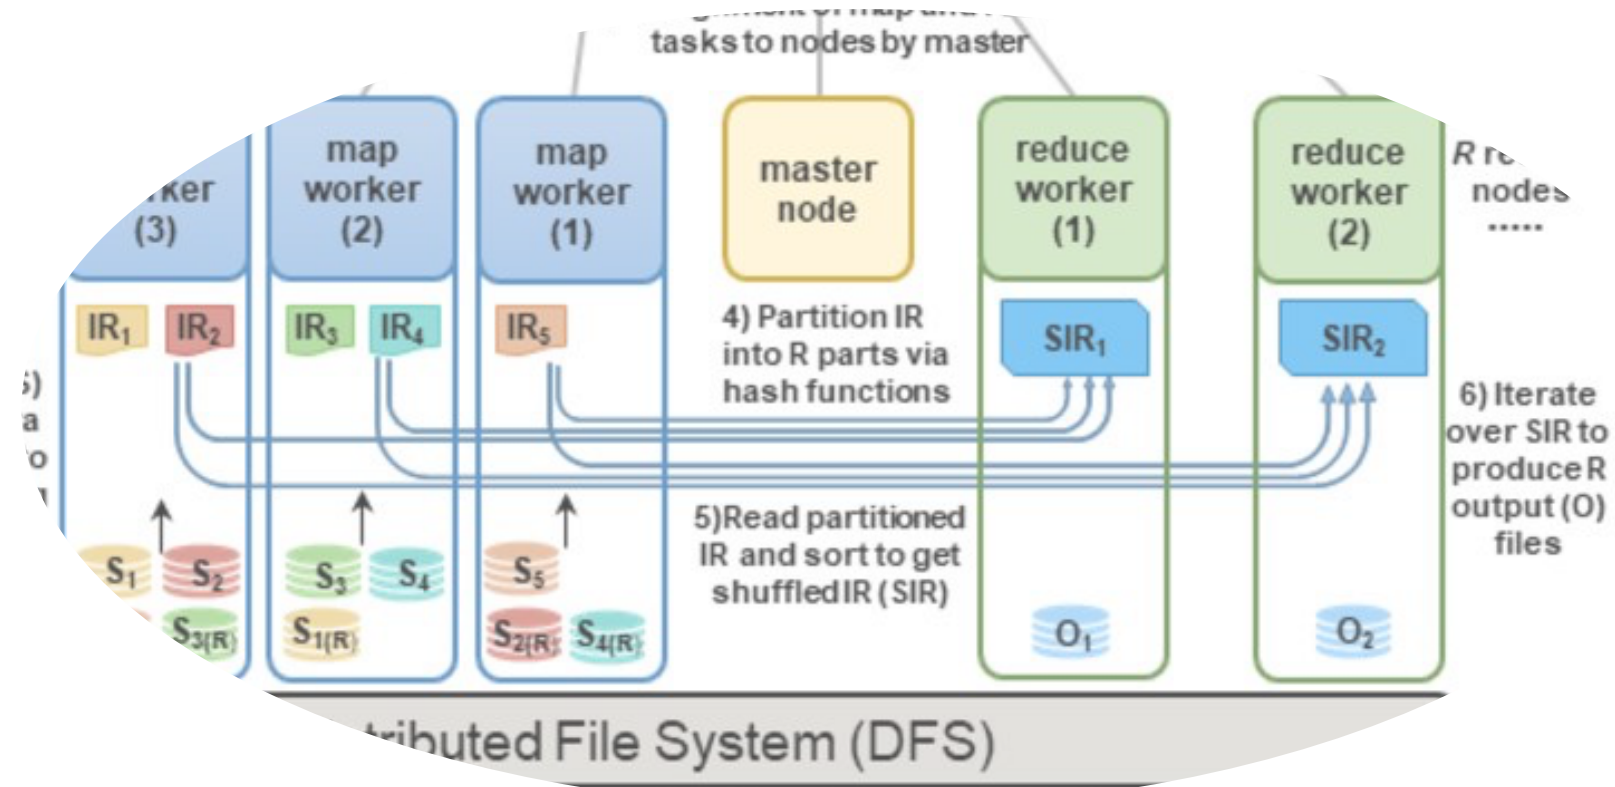 tasks to nodes by master
(3)
map
worker
(2)
map
worker
(1)
master
node
reduce
worker
(1)
reduce
worker
(2)
R
nodes
.....
IR1
IR2
IR3
IR4
IR5
4) Partition IR
into R parts via
hash functions
SIR1
SIR2
6) Iterate
over SIR to
produce R
output (O)
files
5)Read partitioned
IR and sort to get
shuffled IR (SIR)
S1
S2
S3(R)
S3
S4
S1(R)
S5
S2(R)
S4(R)
O1
O2
File System (DFS)